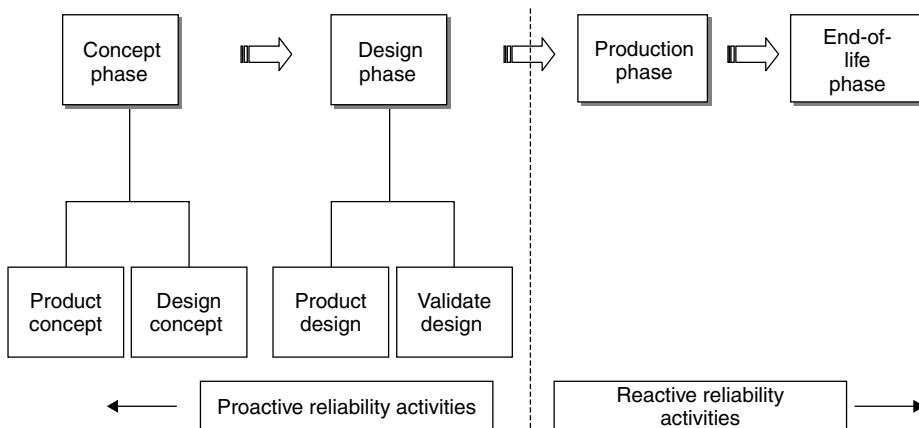 Concept
phase
Design
phase
Production
phase
End-of-
life
phase
Product
concept
Design
concept
Product
design
Validate
design
Proactive reliability activities
Reactive reliability
activities